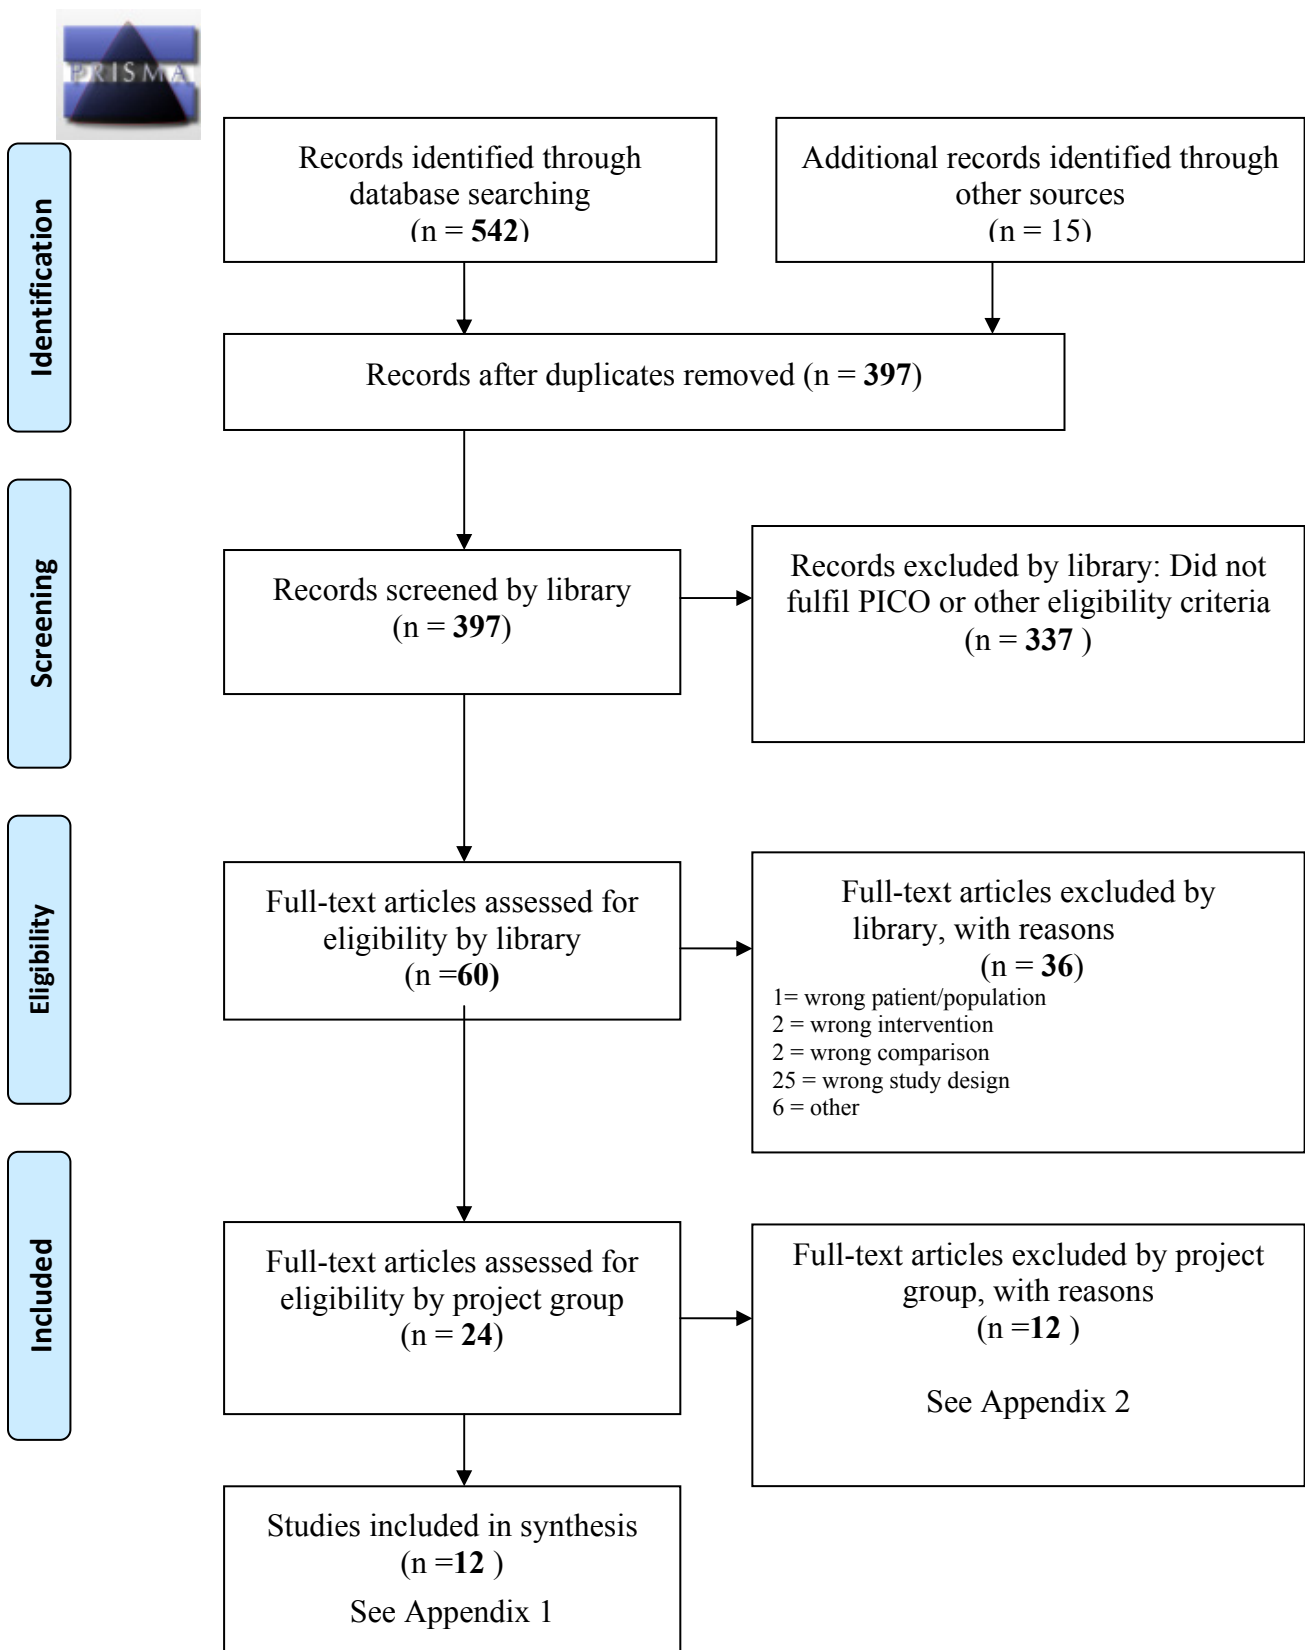 PRISMA
Identification
Records identified through
database searching
(n = 542)
Additional records identified through
other sources
(n = 15)
Records after duplicates removed (n = 397)
Screening
Records screened by library
(n = 397)
Records excluded by library: Did not
fulfil PICO or other eligibility criteria
(n = 337 )
Eligibility
Full-text articles assessed for
eligibility by library
(n =60)
Full-text articles excluded by
library, with reasons
(n = 36)
1= wrong patient/population
2 = wrong intervention
2 = wrong comparison
25 = wrong study design
6 = other
Included
Full-text articles assessed for
eligibility by project group
(n = 24)
Full-text articles excluded by project
group, with reasons
(n =12 )
See Appendix 2
Studies included in synthesis
(n =12 )
See Appendix 1